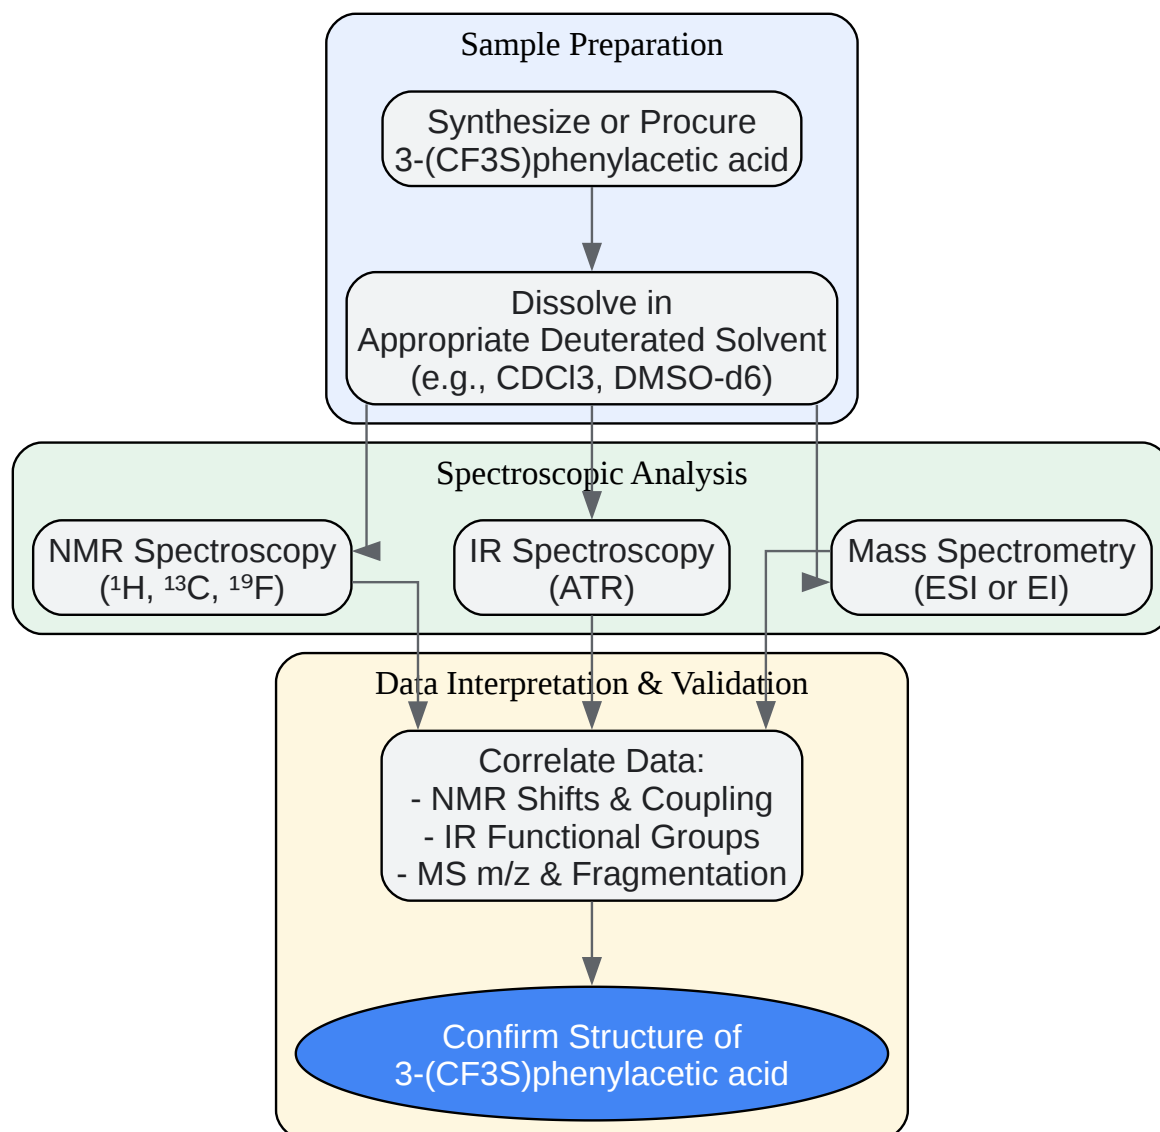 Sample Preparation
Synthesize or Procure
3-(CF3S)phenylacetic acid
Dissolve in
Appropriate Deuterated Solvent
(e.g., CDCl3, DMSO-d6)
Spectroscopic Analysis
NMR Spectroscopy
(¹H, ¹³C, ¹⁹F)
IR Spectroscopy
(ATR)
Mass Spectrometry
(ESI or EI)
Data Interpretation & Validation
Correlate Data:
- NMR Shifts & Coupling
- IR Functional Groups
- MS m/z & Fragmentation
Confirm Structure of
3-(CF3S)phenylacetic acid